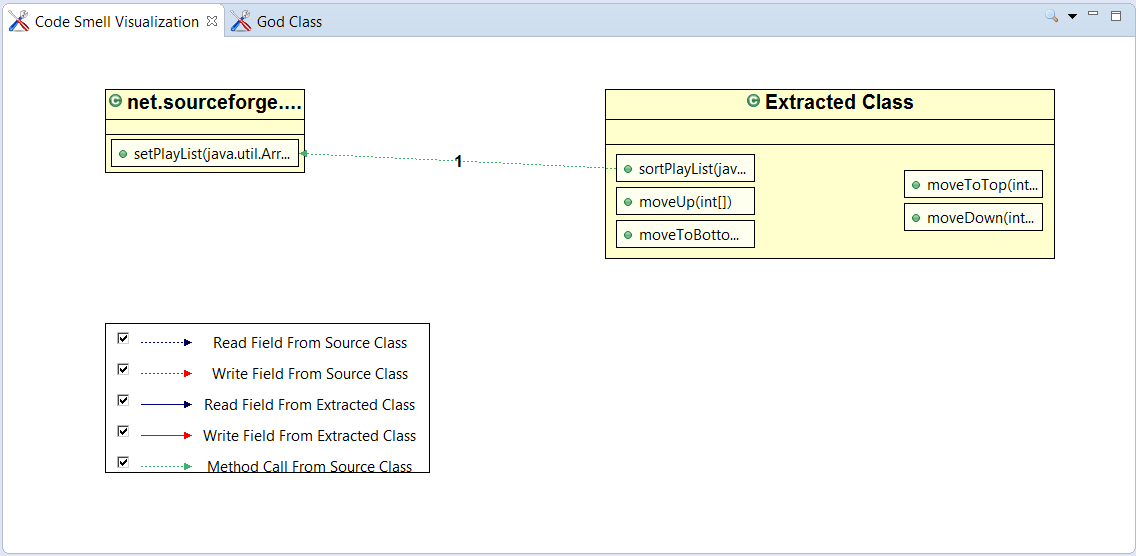 Code Smell Visualization
God Class
net.sourceforge....
setPlayList(java.util.Arr...
1
Extracted Class
sortPlayList(jav...
moveUp(int[])
moveToBotto...
moveToTop(int...
moveDown(int...
Read Field From Source Class
Write Field From Source Class
Read Field From Extracted Class
Write Field From Extracted Class
Method Call From Source Class